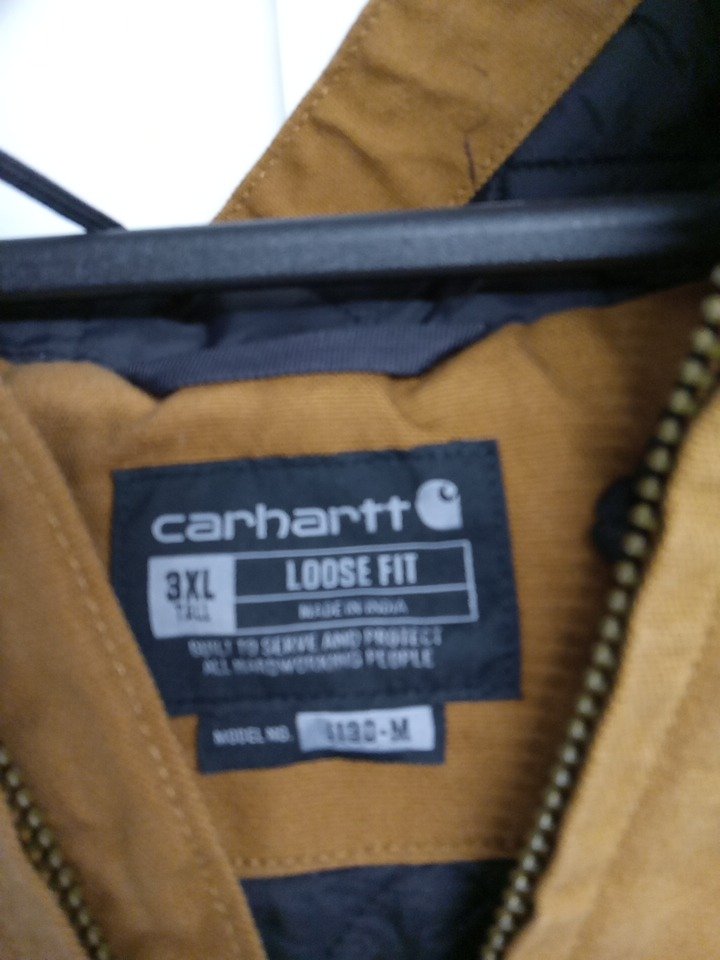 carhartt
3XL
TALL
LOOSE FIT
MADE IN INDIA
BUILT TO SERVE AND PROTECT
ALL HARDWORKING PEOPLE
MODEL NO.